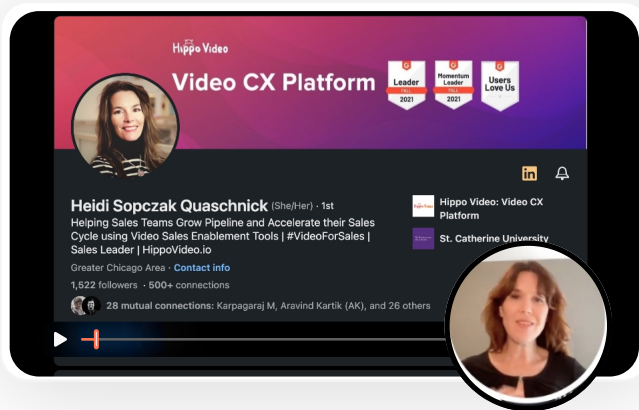 Hippo Video
Video CX Platform
Leader
FALL
2021
Momentum
Leader
FALL
2021
Users
Love Us
in
Heidi Sopczak Quaschnick (She/Her) · 1st
Helping Sales Teams Grow Pipeline and Accelerate their Sales
Cycle using Video Sales Enablement Tools | #VideoForSales |
Sales Leader | HippoVideo.io
Greater Chicago Area · Contact info
1,522 followers · 500+ connections
28 mutual connections: Karpagaraj M, Aravind Kartik (AK), and 26 others
Hippo Video: Video CX
Platform
St. Catherine University